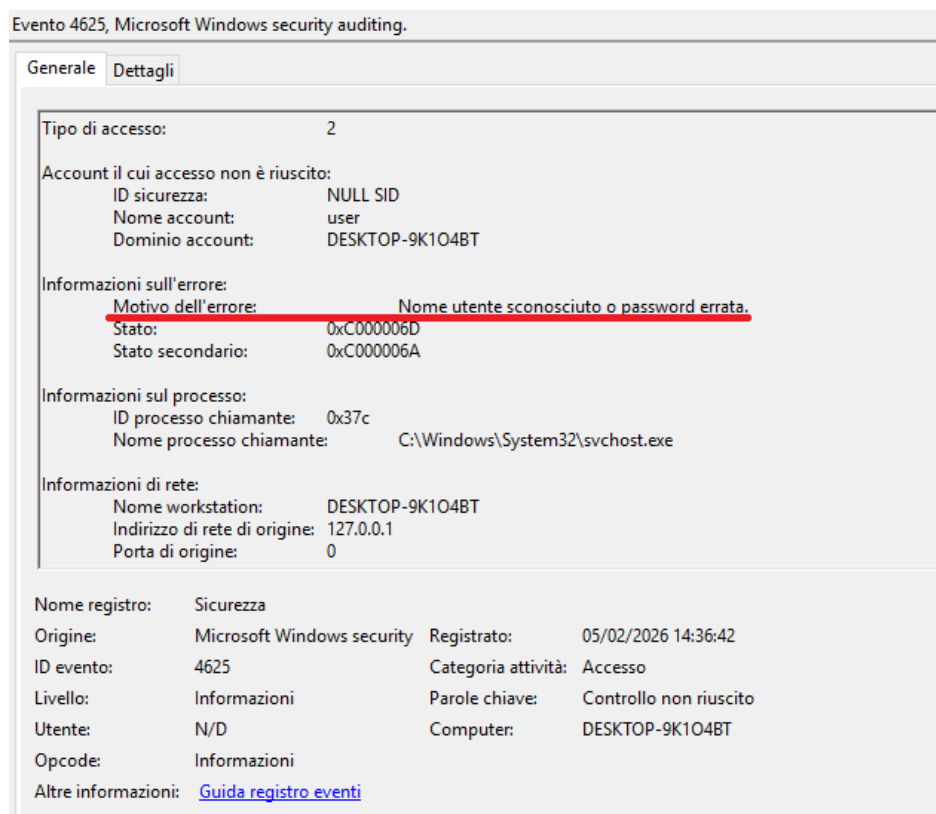 Evento 4625, Microsoft Windows security auditing.
Generale Dettagli
Tipo di accesso: 2
Account il cui accesso non è riuscito:
ID sicurezza: NULL SID
Nome account: user
Dominio account: DESKTOP-9K1O4BT
Informazioni sull'errore:
Motivo dell'errore: Nome utente sconosciuto o password errata.
Stato: 0xC000006D
Stato secondario: 0xC000006A
Informazioni sul processo:
ID processo chiamante: 0x37c
Nome processo chiamante: C:\Windows\System32\svchost.exe
Informazioni di rete:
Nome workstation: DESKTOP-9K1O4BT
Indirizzo di rete di origine: 127.0.0.1
Porta di origine: 0
Nome registro: Sicurezza
Origine: Microsoft Windows security Registrato: 05/02/2026 14:36:42
ID evento: 4625 Categoria attività: Accesso
Livello: Informazioni Parole chiave: Controllo non riuscito
Utente: N/D Computer: DESKTOP-9K1O4BT
Opcode: Informazioni
Altre informazioni: Guida registro eventi